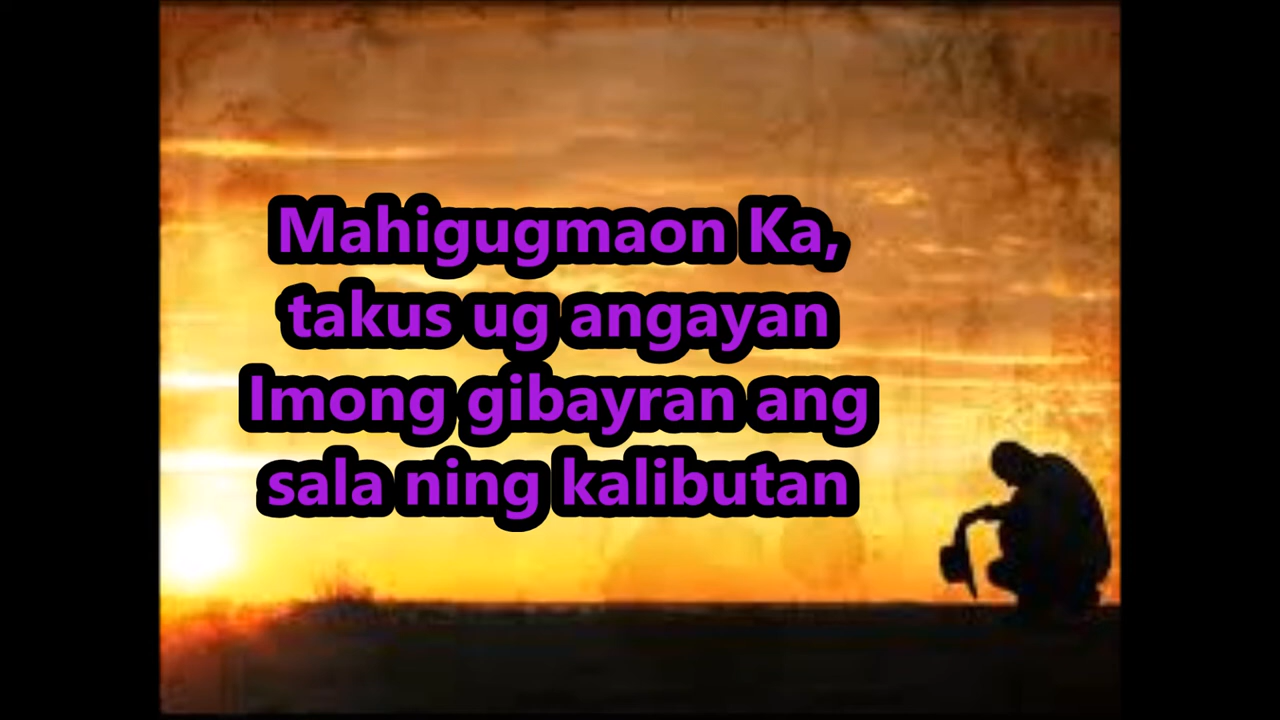 Mahigugmaon Ka,
takus ug angayan
Imong gibayran ang
sala ning kalibutan